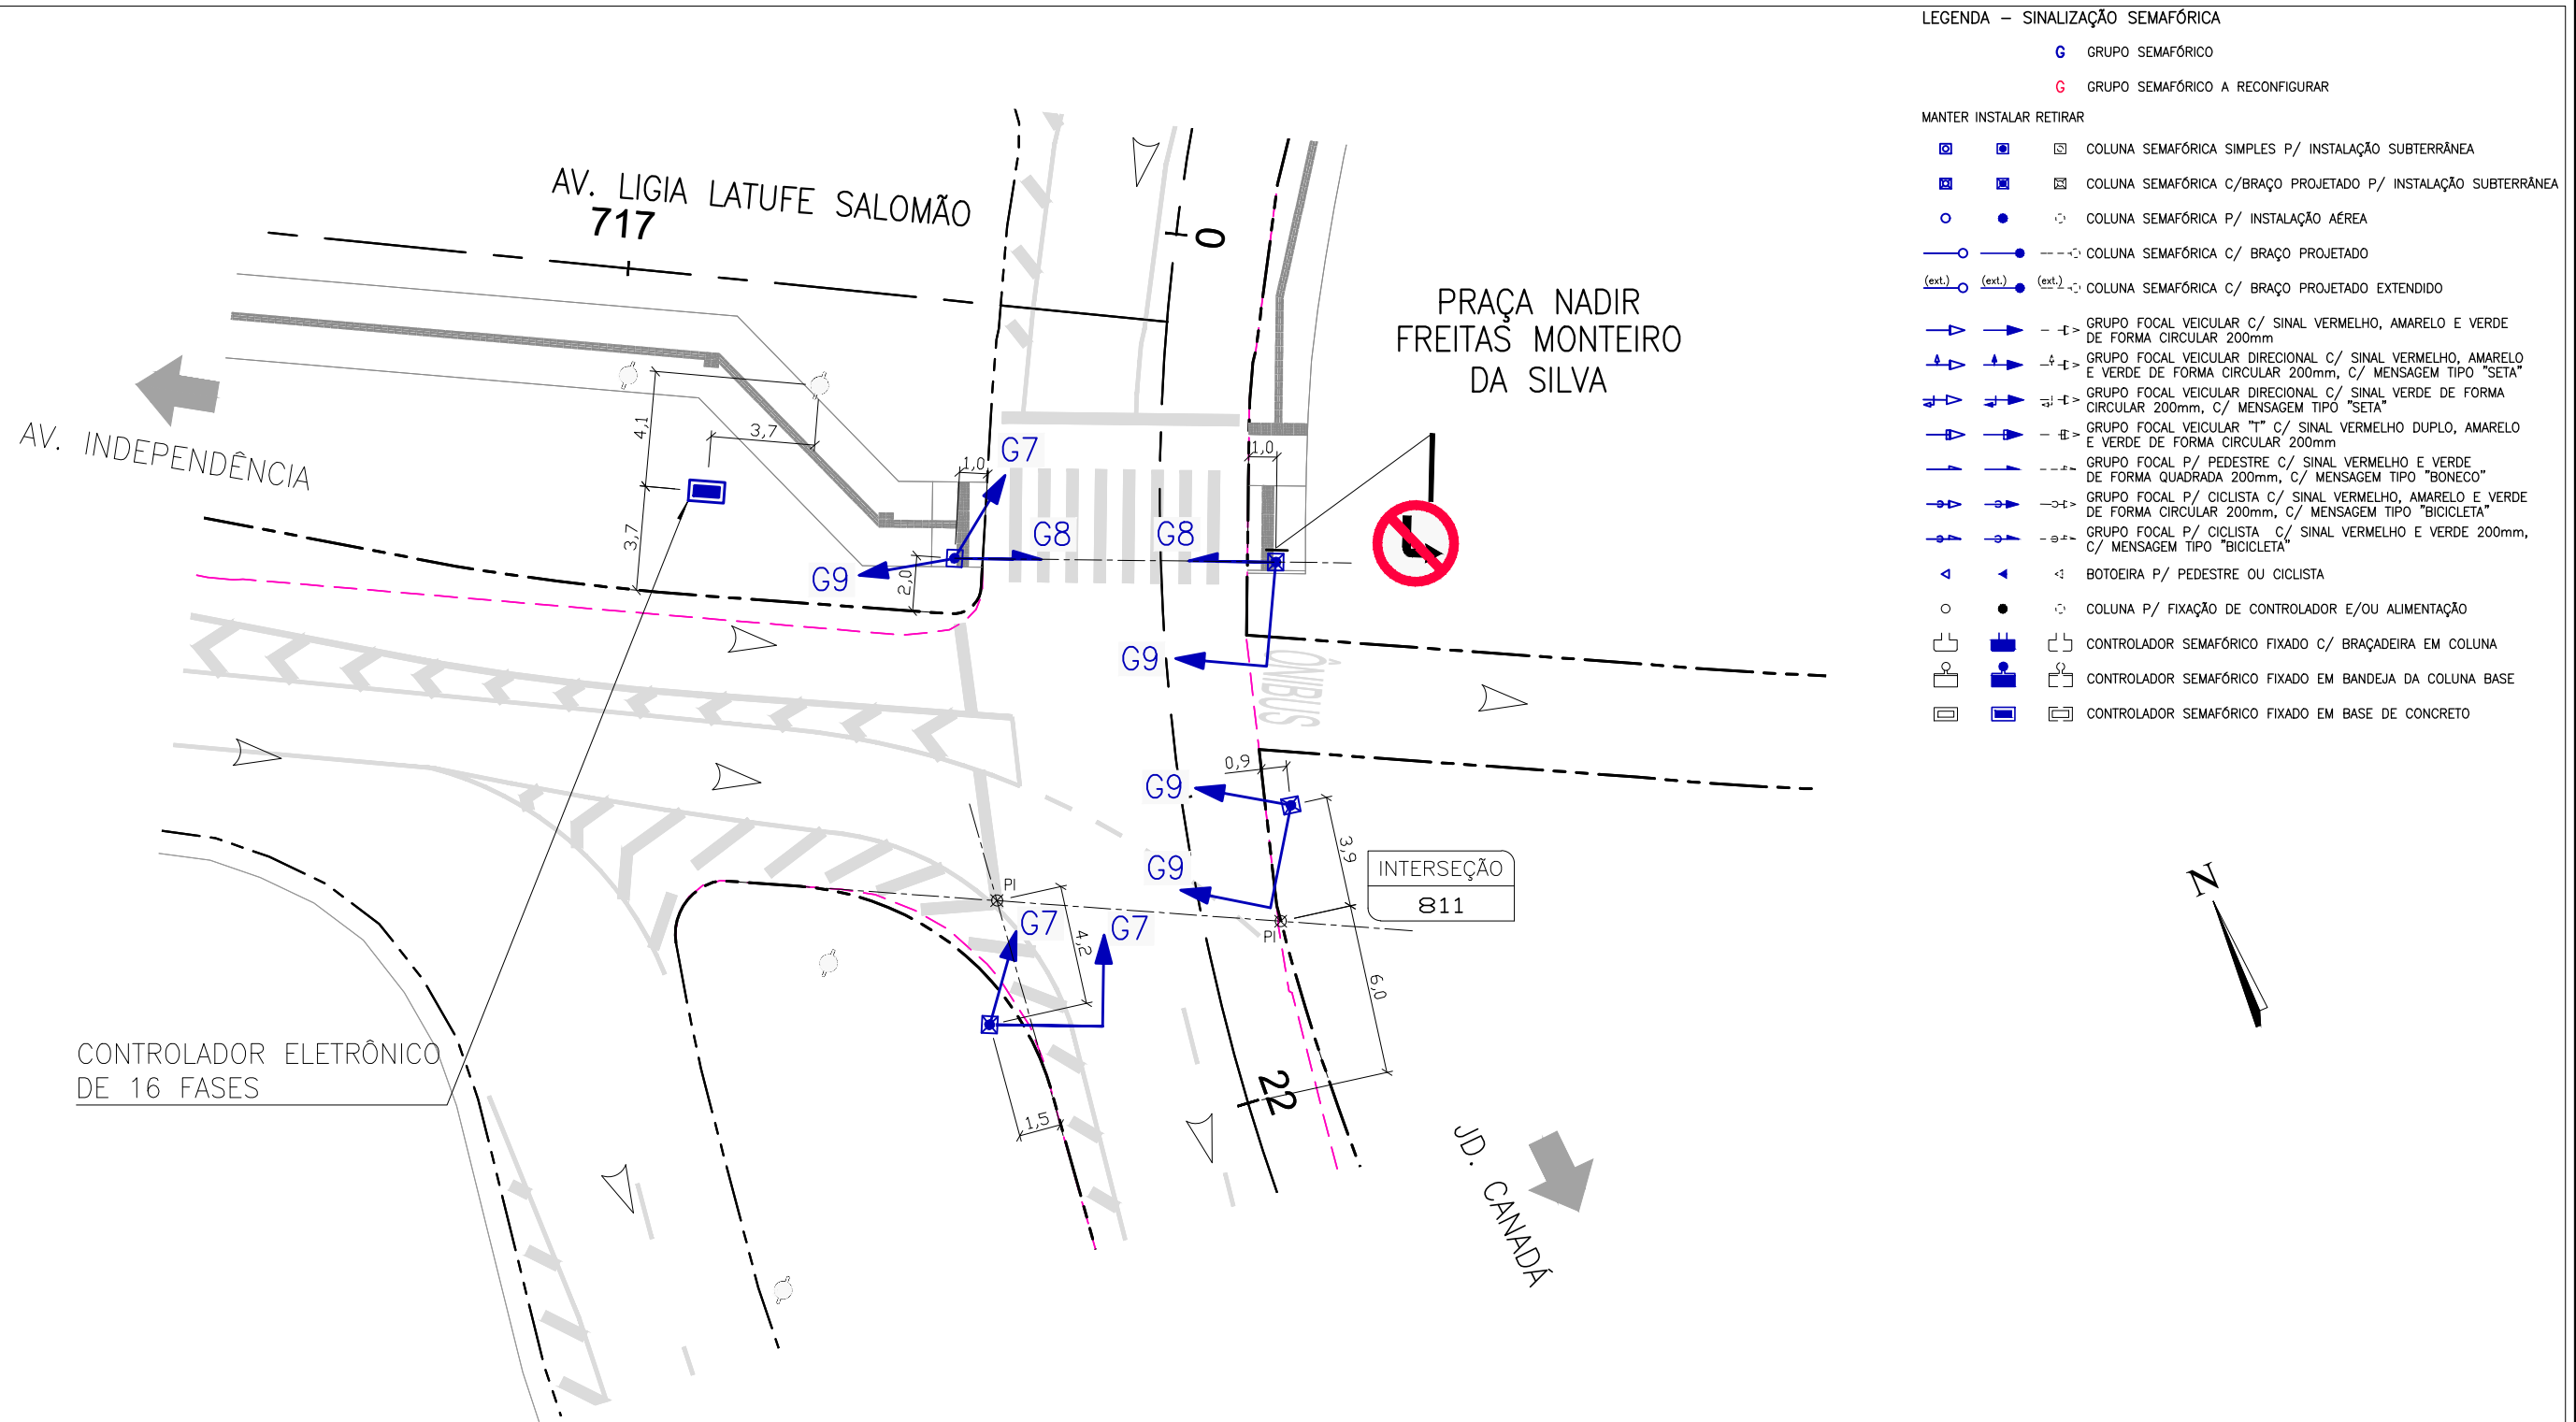 LEGENDA – SINALIZAÇÃO SEMAFÓRICA
G GRUPO SEMAFÓRICO
G GRUPO SEMAFÓRICO A RECONFIGURAR
MANTER INSTALAR RETIRAR
COLUNA SEMAFÓRICA SIMPLES P/ INSTALAÇÃO SUBTERRÂNEA
COLUNA SEMAFÓRICA C/BRAÇO PROJETADO P/ INSTALAÇÃO SUBTERRÂNEA
COLUNA SEMAFÓRICA P/ INSTALAÇÃO AÉREA
COLUNA SEMAFÓRICA C/ BRAÇO PROJETADO
(ext.) (ext.) (ext.) COLUNA SEMAFÓRICA C/ BRAÇO PROJETADO EXTENDIDO
GRUPO FOCAL VEICULAR C/ SINAL VERMELHO, AMARELO E VERDE
DE FORMA CIRCULAR 200mm
GRUPO FOCAL VEICULAR DIRECIONAL C/ SINAL VERMELHO, AMARELO
E VERDE DE FORMA CIRCULAR 200mm, C/ MENSAGEM TIPO "SETA"
GRUPO FOCAL VEICULAR DIRECIONAL C/ SINAL VERDE DE FORMA
CIRCULAR 200mm, C/ MENSAGEM TIPO "SETA"
GRUPO FOCAL VEICULAR "T" C/ SINAL VERMELHO DUPLO, AMARELO
E VERDE DE FORMA CIRCULAR 200mm
GRUPO FOCAL P/ PEDESTRE C/ SINAL VERMELHO E VERDE
DE FORMA QUADRADA 200mm, C/ MENSAGEM TIPO "BONECO"
GRUPO FOCAL P/ CICLISTA C/ SINAL VERMELHO, AMARELO E VERDE
DE FORMA CIRCULAR 200mm, C/ MENSAGEM TIPO "BICICLETA"
GRUPO FOCAL P/ CICLISTA C/ SINAL VERMELHO E VERDE 200mm,
C/ MENSAGEM TIPO "BICICLETA"
BOTOEIRA P/ PEDESTRE OU CICLISTA
COLUNA P/ FIXAÇÃO DE CONTROLADOR E/OU ALIMENTAÇÃO
CONTROLADOR SEMAFÓRICO FIXADO C/ BRAÇADEIRA EM COLUNA
CONTROLADOR SEMAFÓRICO FIXADO EM BANDEJA DA COLUNA BASE
CONTROLADOR SEMAFÓRICO FIXADO EM BASE DE CONCRETO
AV. LIGIA LATUFE SALOMÃO
717
0
PRAÇA NADIR
FREITAS MONTEIRO
DA SILVA
AV. INDEPENDÊNCIA
4,1
3,7
3,7
1,0
G7
1,0
G8
G8
G9
2,0
G9
ÔNIBUS
0,9
G9
3,9
G9
INTERSEÇÃO
811
PI
PI
G7
G7
4,2
6,0
N
CONTROLADOR ELETRÔNICO
DE 16 FASES
22
1,5
JD. CANADÁ